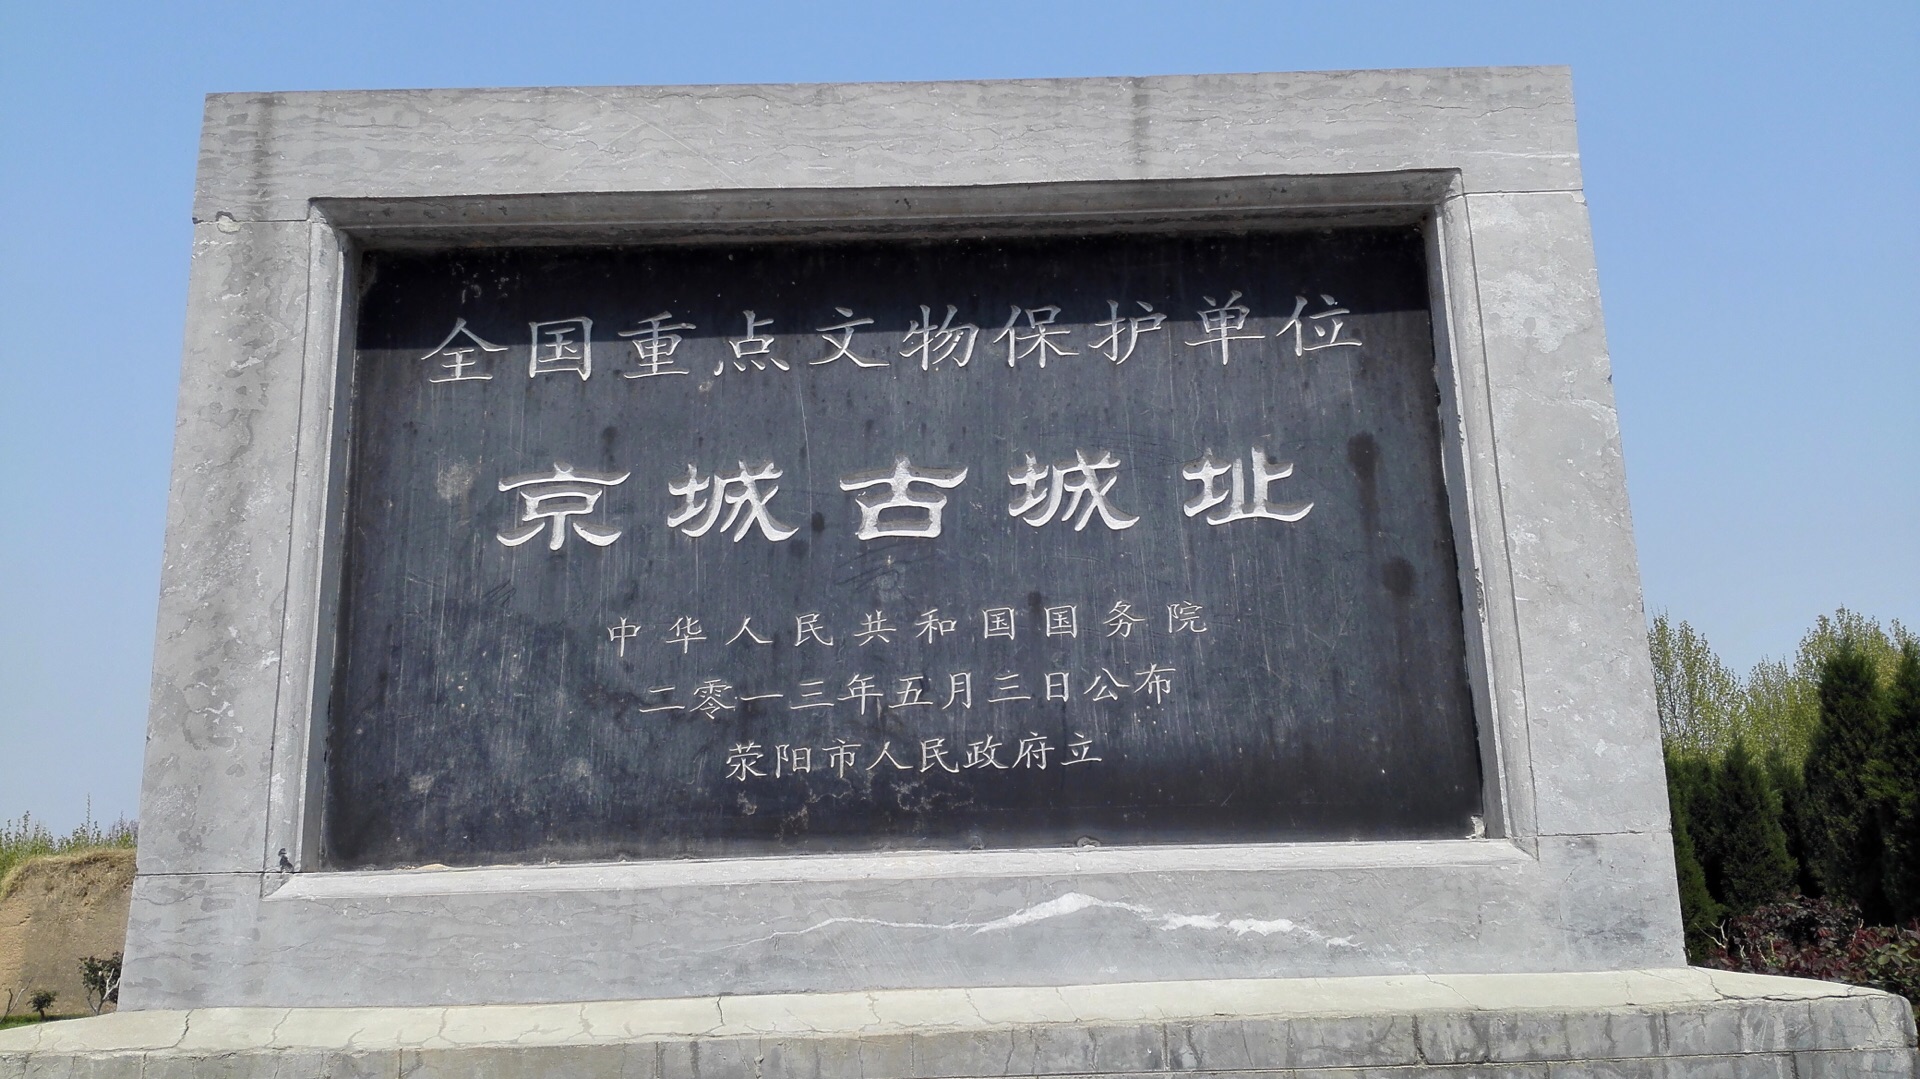 全国重点文物保护单位
京城古城址
中华人民共和国国务院
二零一三年五月三日公布
荥阳市人民政府立